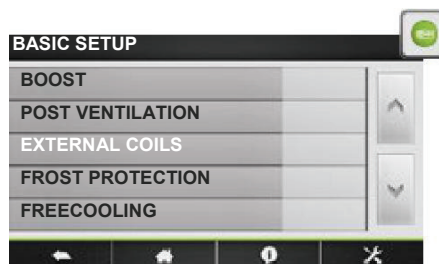 BASIC SETUP
BOOST
POST VENTILATION
EXTERNAL COILS
FROST PROTECTION
FREECOOLING